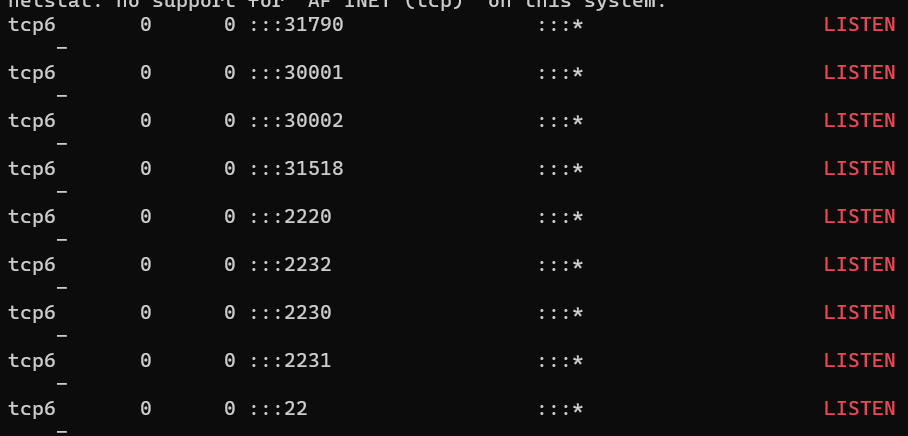 netstat: no support for `AF INET (tcp)' on this system.
tcp6       0      0 :::31790                :::*                    LISTEN
    -
tcp6       0      0 :::30001                :::*                    LISTEN
    -
tcp6       0      0 :::30002                :::*                    LISTEN
    -
tcp6       0      0 :::31518                :::*                    LISTEN
    -
tcp6       0      0 :::2220                 :::*                    LISTEN
    -
tcp6       0      0 :::2232                 :::*                    LISTEN
    -
tcp6       0      0 :::2230                 :::*                    LISTEN
    -
tcp6       0      0 :::2231                 :::*                    LISTEN
    -
tcp6       0      0 :::22                   :::*                    LISTEN
    -